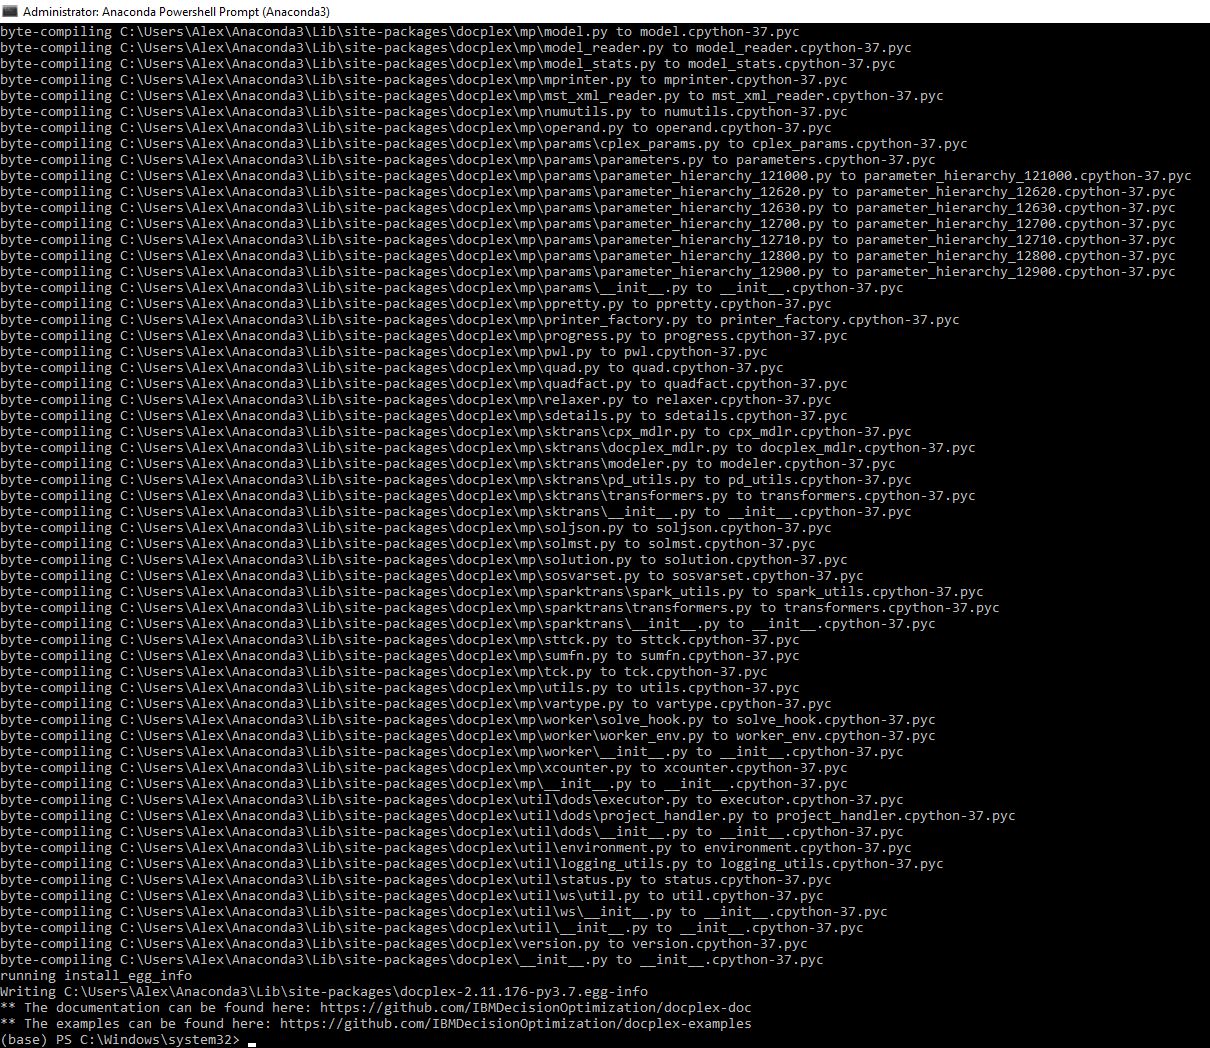 Administrator: Anaconda Powershell Prompt (Anaconda3)
byte-compiling C:\Users\Alex\Anaconda3\Lib\site-packages\docplex\mp\model.py to model.cpython-37.pyc
byte-compiling C:\Users\Alex\Anaconda3\Lib\site-packages\docplex\mp\model_reader.py to model_reader.cpython-37.pyc
byte-compiling C:\Users\Alex\Anaconda3\Lib\site-packages\docplex\mp\model_stats.py to model_stats.cpython-37.pyc
byte-compiling C:\Users\Alex\Anaconda3\Lib\site-packages\docplex\mp\mprinter.py to mprinter.cpython-37.pyc
byte-compiling C:\Users\Alex\Anaconda3\Lib\site-packages\docplex\mp\mst_xml_reader.py to mst_xml_reader.cpython-37.pyc
byte-compiling C:\Users\Alex\Anaconda3\Lib\site-packages\docplex\mp\numutils.py to numutils.cpython-37.pyc
byte-compiling C:\Users\Alex\Anaconda3\Lib\site-packages\docplex\mp\operand.py to operand.cpython-37.pyc
byte-compiling C:\Users\Alex\Anaconda3\Lib\site-packages\docplex\mp\params\cplex_params.py to cplex_params.cpython-37.pyc
byte-compiling C:\Users\Alex\Anaconda3\Lib\site-packages\docplex\mp\params\parameters.py to parameters.cpython-37.pyc
byte-compiling C:\Users\Alex\Anaconda3\Lib\site-packages\docplex\mp\params\parameter_hierarchy_121000.py to parameter_hierarchy_121000.cpython-37.pyc
byte-compiling C:\Users\Alex\Anaconda3\Lib\site-packages\docplex\mp\params\parameter_hierarchy_12620.py to parameter_hierarchy_12620.cpython-37.pyc
byte-compiling C:\Users\Alex\Anaconda3\Lib\site-packages\docplex\mp\params\parameter_hierarchy_12630.py to parameter_hierarchy_12630.cpython-37.pyc
byte-compiling C:\Users\Alex\Anaconda3\Lib\site-packages\docplex\mp\params\parameter_hierarchy_12700.py to parameter_hierarchy_12700.cpython-37.pyc
byte-compiling C:\Users\Alex\Anaconda3\Lib\site-packages\docplex\mp\params\parameter_hierarchy_12710.py to parameter_hierarchy_12710.cpython-37.pyc
byte-compiling C:\Users\Alex\Anaconda3\Lib\site-packages\docplex\mp\params\parameter_hierarchy_12800.py to parameter_hierarchy_12800.cpython-37.pyc
byte-compiling C:\Users\Alex\Anaconda3\Lib\site-packages\docplex\mp\params\parameter_hierarchy_12900.py to parameter_hierarchy_12900.cpython-37.pyc
byte-compiling C:\Users\Alex\Anaconda3\Lib\site-packages\docplex\mp\params\__init__.py to __init__.cpython-37.pyc
byte-compiling C:\Users\Alex\Anaconda3\Lib\site-packages\docplex\mp\ppretty.py to ppretty.cpython-37.pyc
byte-compiling C:\Users\Alex\Anaconda3\Lib\site-packages\docplex\mp\printer_factory.py to printer_factory.cpython-37.pyc
byte-compiling C:\Users\Alex\Anaconda3\Lib\site-packages\docplex\mp\progress.py to progress.cpython-37.pyc
byte-compiling C:\Users\Alex\Anaconda3\Lib\site-packages\docplex\mp\pwl.py to pwl.cpython-37.pyc
byte-compiling C:\Users\Alex\Anaconda3\Lib\site-packages\docplex\mp\quad.py to quad.cpython-37.pyc
byte-compiling C:\Users\Alex\Anaconda3\Lib\site-packages\docplex\mp\quadfact.py to quadfact.cpython-37.pyc
byte-compiling C:\Users\Alex\Anaconda3\Lib\site-packages\docplex\mp\relaxer.py to relaxer.cpython-37.pyc
byte-compiling C:\Users\Alex\Anaconda3\Lib\site-packages\docplex\mp\sdetails.py to sdetails.cpython-37.pyc
byte-compiling C:\Users\Alex\Anaconda3\Lib\site-packages\docplex\mp\sktrans\cpx_mdlr.py to cpx_mdlr.cpython-37.pyc
byte-compiling C:\Users\Alex\Anaconda3\Lib\site-packages\docplex\mp\sktrans\docplex_mdlr.py to docplex_mdlr.cpython-37.pyc
byte-compiling C:\Users\Alex\Anaconda3\Lib\site-packages\docplex\mp\sktrans\modeler.py to modeler.cpython-37.pyc
byte-compiling C:\Users\Alex\Anaconda3\Lib\site-packages\docplex\mp\sktrans\pd_utils.py to pd_utils.cpython-37.pyc
byte-compiling C:\Users\Alex\Anaconda3\Lib\site-packages\docplex\mp\sktrans\transformers.py to transformers.cpython-37.pyc
byte-compiling C:\Users\Alex\Anaconda3\Lib\site-packages\docplex\mp\sktrans\__init__.py to __init__.cpython-37.pyc
byte-compiling C:\Users\Alex\Anaconda3\Lib\site-packages\docplex\mp\soljson.py to soljson.cpython-37.pyc
byte-compiling C:\Users\Alex\Anaconda3\Lib\site-packages\docplex\mp\solmst.py to solmst.cpython-37.pyc
byte-compiling C:\Users\Alex\Anaconda3\Lib\site-packages\docplex\mp\solution.py to solution.cpython-37.pyc
byte-compiling C:\Users\Alex\Anaconda3\Lib\site-packages\docplex\mp\sosvarset.py to sosvarset.cpython-37.pyc
byte-compiling C:\Users\Alex\Anaconda3\Lib\site-packages\docplex\mp\sparktrans\spark_utils.py to spark_utils.cpython-37.pyc
byte-compiling C:\Users\Alex\Anaconda3\Lib\site-packages\docplex\mp\sparktrans\transformers.py to transformers.cpython-37.pyc
byte-compiling C:\Users\Alex\Anaconda3\Lib\site-packages\docplex\mp\sparktrans\__init__.py to __init__.cpython-37.pyc
byte-compiling C:\Users\Alex\Anaconda3\Lib\site-packages\docplex\mp\sttck.py to sttck.cpython-37.pyc
byte-compiling C:\Users\Alex\Anaconda3\Lib\site-packages\docplex\mp\sumfn.py to sumfn.cpython-37.pyc
byte-compiling C:\Users\Alex\Anaconda3\Lib\site-packages\docplex\mp\tck.py to tck.cpython-37.pyc
byte-compiling C:\Users\Alex\Anaconda3\Lib\site-packages\docplex\mp\utils.py to utils.cpython-37.pyc
byte-compiling C:\Users\Alex\Anaconda3\Lib\site-packages\docplex\mp\vartype.py to vartype.cpython-37.pyc
byte-compiling C:\Users\Alex\Anaconda3\Lib\site-packages\docplex\mp\worker\solve_hook.py to solve_hook.cpython-37.pyc
byte-compiling C:\Users\Alex\Anaconda3\Lib\site-packages\docplex\mp\worker\worker_env.py to worker_env.cpython-37.pyc
byte-compiling C:\Users\Alex\Anaconda3\Lib\site-packages\docplex\mp\worker\__init__.py to __init__.cpython-37.pyc
byte-compiling C:\Users\Alex\Anaconda3\Lib\site-packages\docplex\mp\xcounter.py to xcounter.cpython-37.pyc
byte-compiling C:\Users\Alex\Anaconda3\Lib\site-packages\docplex\mp\__init__.py to __init__.cpython-37.pyc
byte-compiling C:\Users\Alex\Anaconda3\Lib\site-packages\docplex\util\dods\executor.py to executor.cpython-37.pyc
byte-compiling C:\Users\Alex\Anaconda3\Lib\site-packages\docplex\util\dods\project_handler.py to project_handler.cpython-37.pyc
byte-compiling C:\Users\Alex\Anaconda3\Lib\site-packages\docplex\util\dods\__init__.py to __init__.cpython-37.pyc
byte-compiling C:\Users\Alex\Anaconda3\Lib\site-packages\docplex\util\environment.py to environment.cpython-37.pyc
byte-compiling C:\Users\Alex\Anaconda3\Lib\site-packages\docplex\util\logging_utils.py to logging_utils.cpython-37.pyc
byte-compiling C:\Users\Alex\Anaconda3\Lib\site-packages\docplex\util\status.py to status.cpython-37.pyc
byte-compiling C:\Users\Alex\Anaconda3\Lib\site-packages\docplex\util\ws\util.py to util.cpython-37.pyc
byte-compiling C:\Users\Alex\Anaconda3\Lib\site-packages\docplex\util\ws\__init__.py to __init__.cpython-37.pyc
byte-compiling C:\Users\Alex\Anaconda3\Lib\site-packages\docplex\util\__init__.py to __init__.cpython-37.pyc
byte-compiling C:\Users\Alex\Anaconda3\Lib\site-packages\docplex\version.py to version.cpython-37.pyc
byte-compiling C:\Users\Alex\Anaconda3\Lib\site-packages\docplex\__init__.py to __init__.cpython-37.pyc
running install_egg_info
Writing C:\Users\Alex\Anaconda3\Lib\site-packages\docplex-2.11.176-py3.7.egg-info
** The documentation can be found here: https://github.com/IBMDecisionOptimization/docplex-doc
** The examples can be found here: https://github.com/IBMDecisionOptimization/docplex-examples
(base) PS C:\Windows\system32>